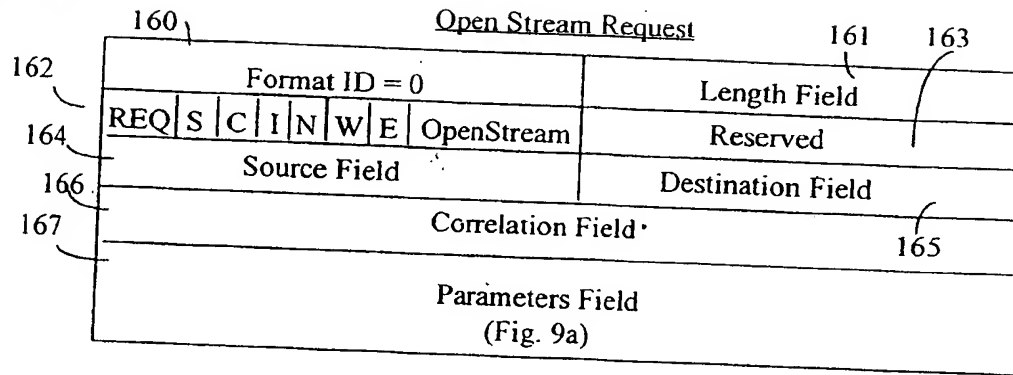 Open Stream Request
160 161 163
162 Format ID = 0 Length Field
REQ S C I N W E OpenStream Reserved
164 Source Field Destination Field
166 Correlation Field
167 165
Parameters Field
(Fig. 9a)